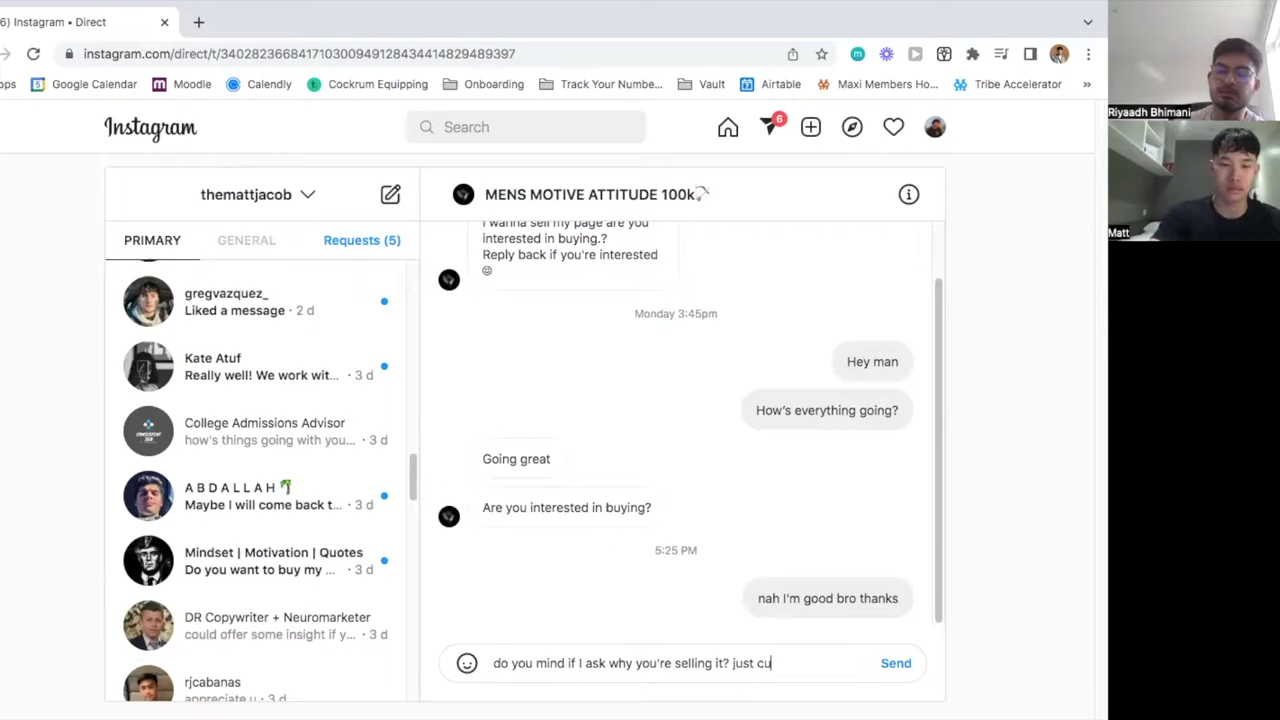 6) Instagram • Direct
instagram.com/direct/t/340282366841710300949128434414829489397
ops
Google Calendar
Moodle
Calendly
Cockrum Equipping
Onboarding
Track Your Numbe...
Vault
Airtable
Maxi Members Ho...
Tribe Accelerator
»
Riyaadh Bhimani
Matt
Instagram
Search
6
themattjacob
PRIMARY
GENERAL
Requests (5)
gregvazquez_
Liked a message · 2 d
Kate Atuf
Really well! We work wit... · 3 d
College Admissions Advisor
how's things going with you... · 3 d
A B D A L L A H 🌴
Maybe I will come back t... · 3 d
Mindset | Motivation | Quotes
Do you want to buy my ... · 3 d
DR Copywriter + Neuromarketer
could offer some insight if y... · 3 d
rjcabanas
appreciate u · 3 d
MENS MOTIVE ATTITUDE 100k
I wanna sell my page are you
interested in buying.?
Reply back if you're interested
Monday 3:45pm
Hey man
How's everything going?
Going great
Are you interested in buying?
5:25 PM
nah I'm good bro thanks
do you mind if I ask why you're selling it? just cu
Send